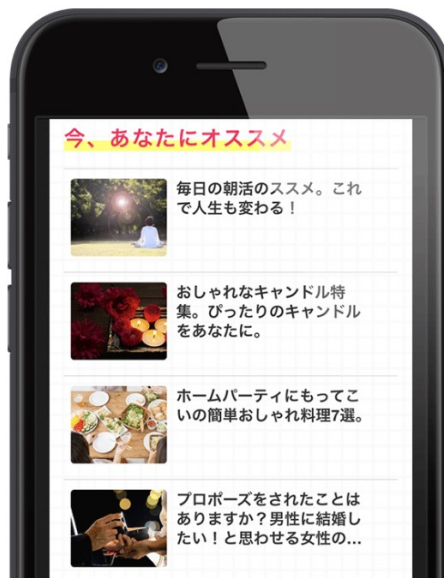 今、あなたにオススメ
毎日の朝活のススメ。これ
で人生も変わる！
おしゃれなキャンドル特
集。ぴったりのキャンドル
をあなたに。
ホームパーティにもってこ
いの簡単おしゃれ料理7選。
プロポーズをされたことは
ありますか？男性に結婚し
たい！と思わせる女性の...